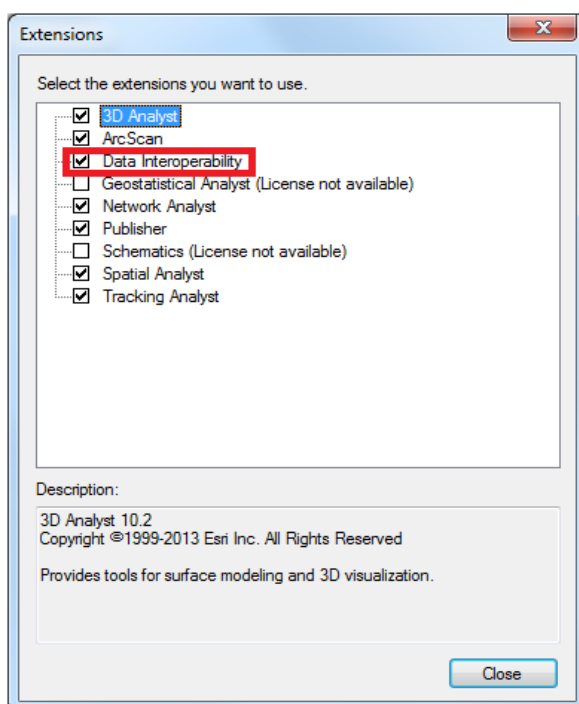 Extensions
Select the extensions you want to use.
3D Analyst
ArcScan
Data Interoperability
Geostatistical Analyst (License not available)
Network Analyst
Publisher
Schematics (License not available)
Spatial Analyst
Tracking Analyst
Description:
3D Analyst 10.2
Copyright ©1999-2013 Esri Inc. All Rights Reserved
Provides tools for surface modeling and 3D visualization.
Close